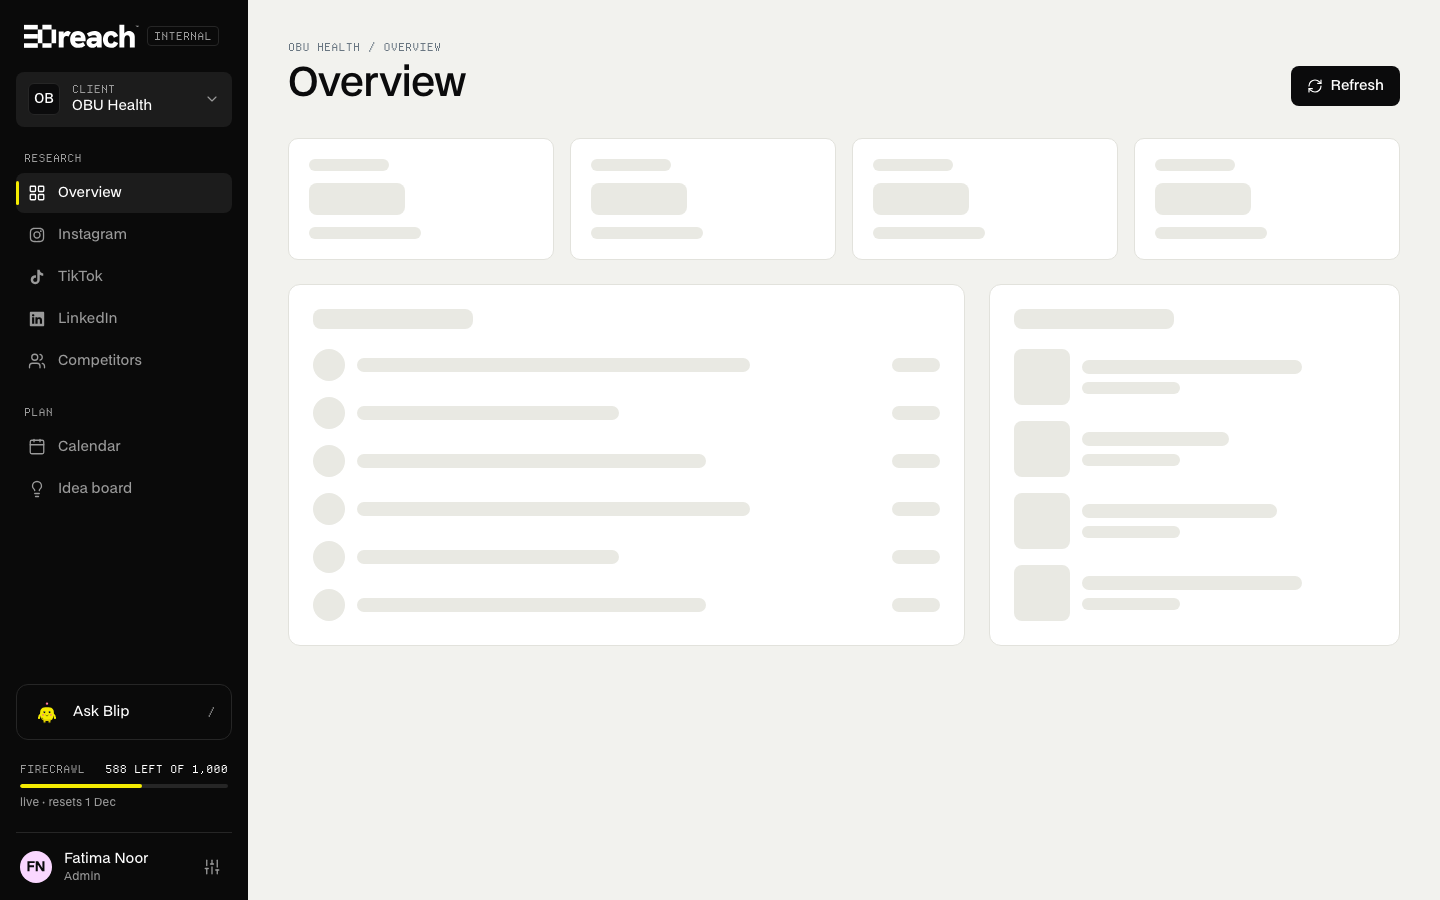 reach
INTERNAL
OB
CLIENT
OBU Health
RESEARCH
Overview
Instagram
TikTok
LinkedIn
Competitors
PLAN
Calendar
Idea board
Ask Blip
/
FIRECRAWL
588 LEFT OF 1,000
live · resets 1 Dec
FN
Fatima Noor
Admin
OBU HEALTH / OVERVIEW
Overview
Refresh